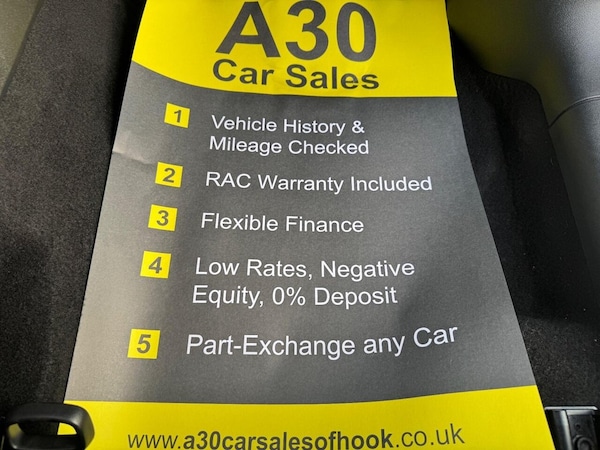 A30
Car Sales
1 Vehicle History &
Mileage Checked
2 RAC Warranty Included
3 Flexible Finance
4 Low Rates, Negative
Equity, 0% Deposit
5 Part-Exchange any Car
www.a30carsalesofhook.co.uk